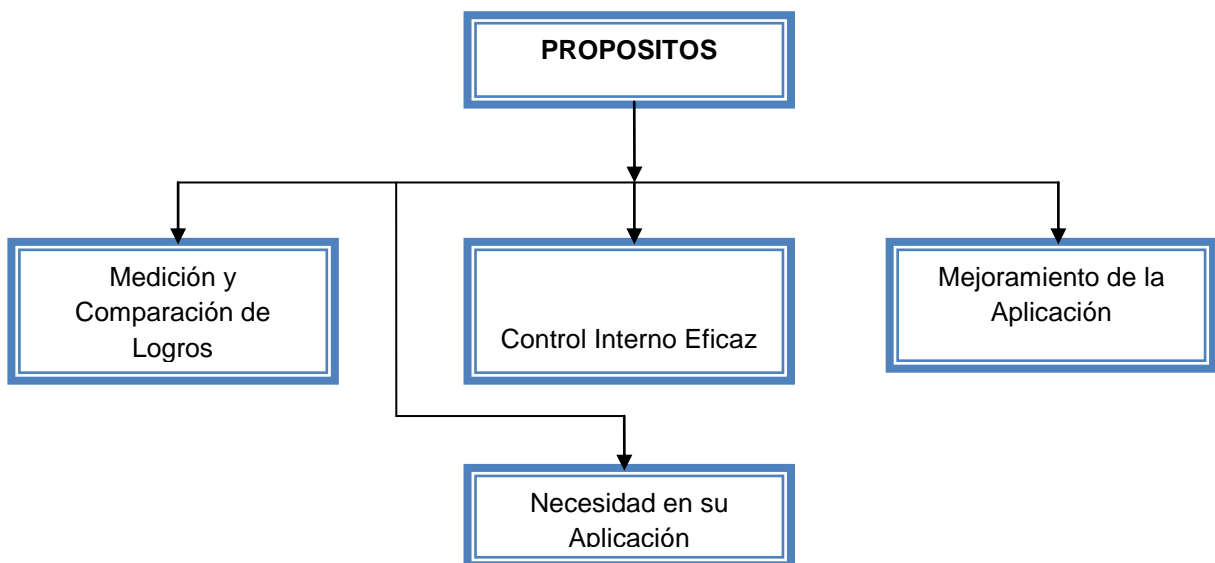 PROPOSITOS
Medición y
Comparación de
Logros
Control Interno Eficaz
Mejoramiento de la
Aplicación
Necesidad en su
Aplicación